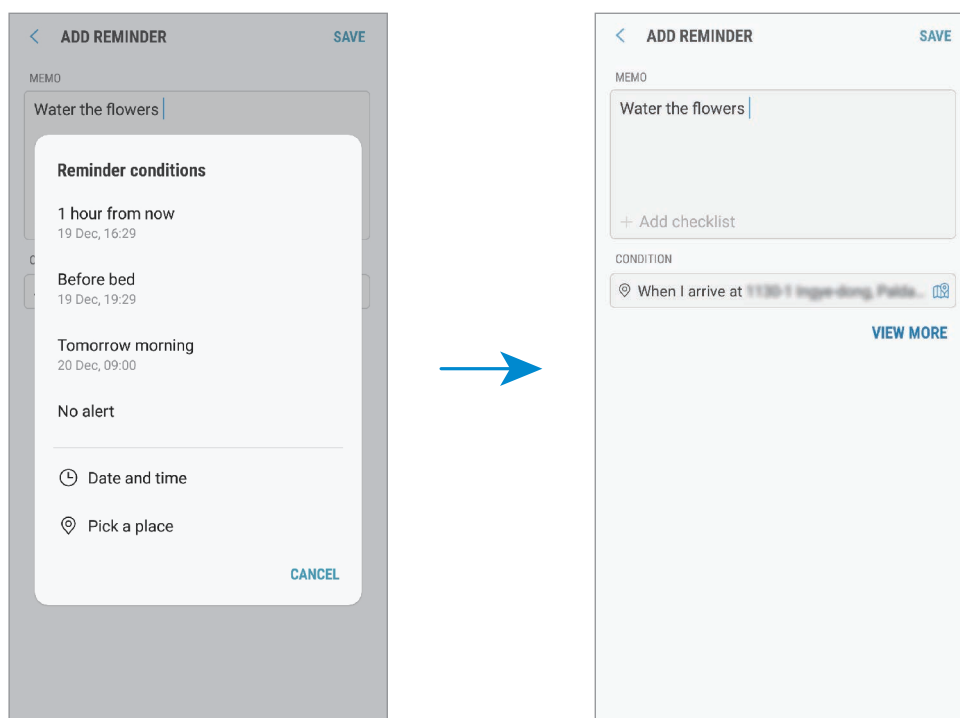 ADD REMINDER SAVE
MEMO
Water the flowers
Reminder conditions
1 hour from now
19 Dec, 16:29
Before bed
19 Dec, 19:29
Tomorrow morning
20 Dec, 09:00
No alert
Date and time
Pick a place
CANCEL
ADD REMINDER SAVE
MEMO
Water the flowers
+ Add checklist
CONDITION
When I arrive at
VIEW MORE